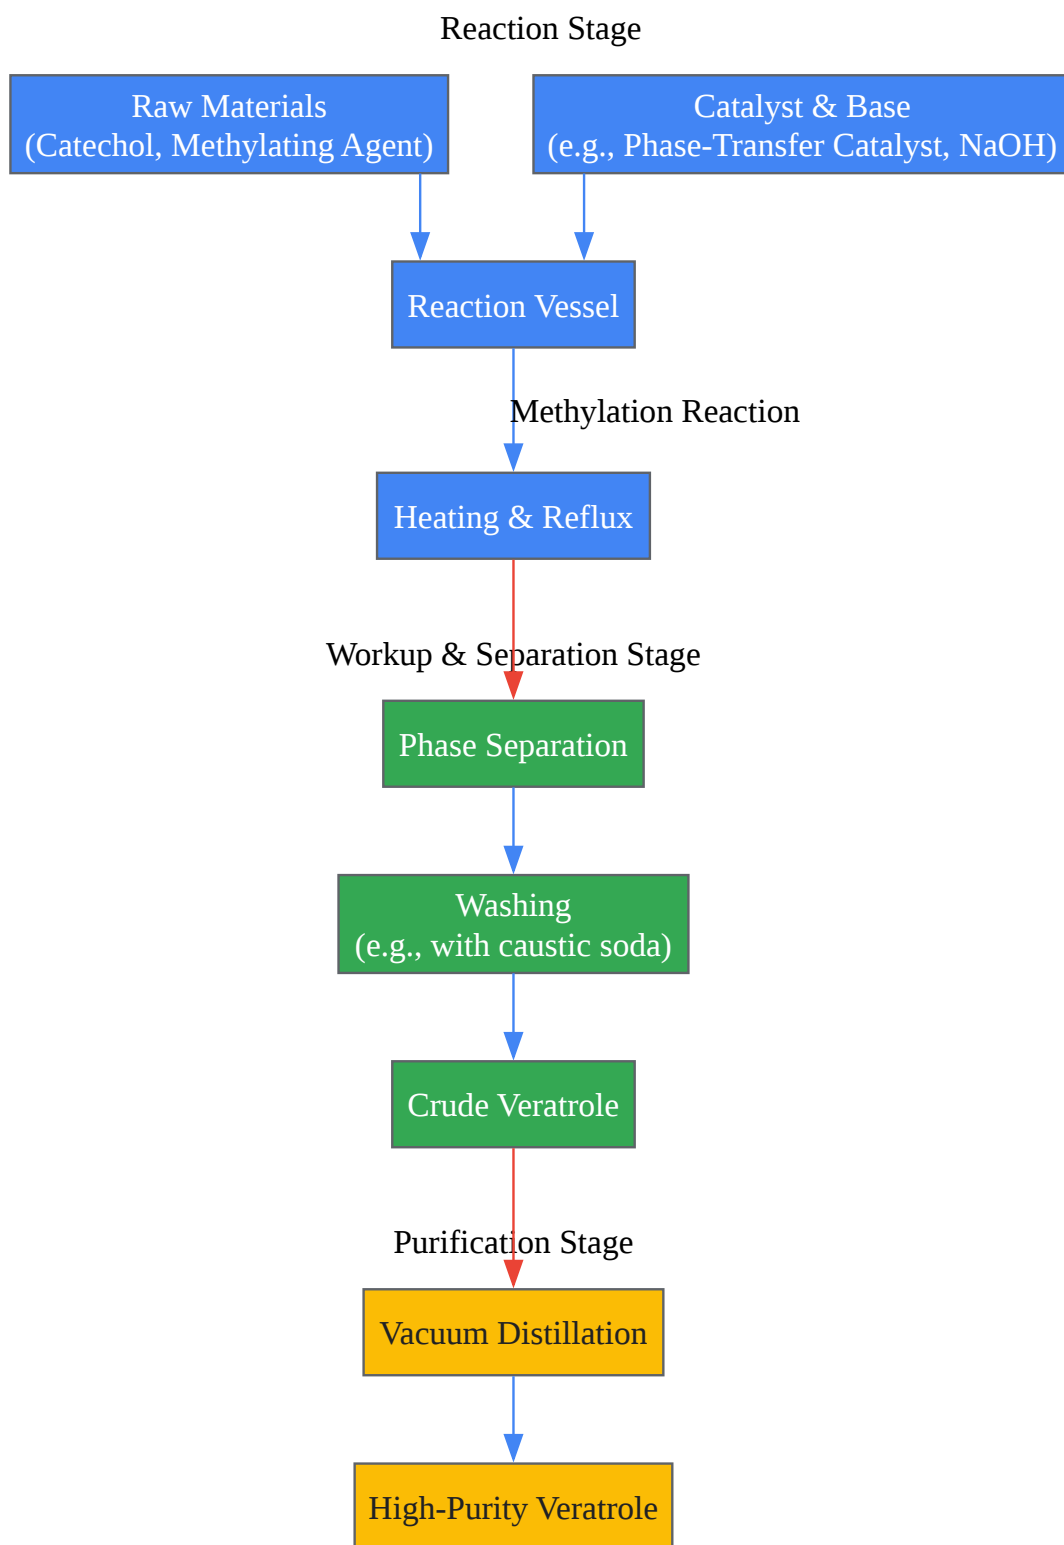 Reaction Stage
Raw Materials
(Catechol, Methylating Agent)
Catalyst & Base
(e.g., Phase-Transfer Catalyst, NaOH)
Reaction Vessel
Methylation Reaction
Heating & Reflux
Workup & Separation Stage
Phase Separation
Washing
(e.g., with caustic soda)
Crude Veratrole
Purification Stage
Vacuum Distillation
High-Purity Veratrole